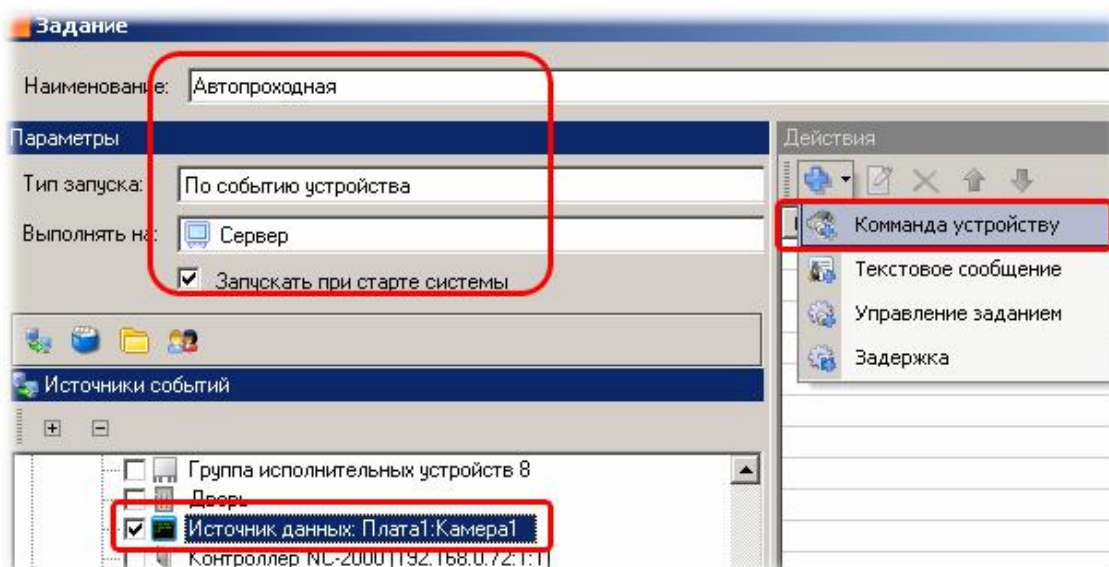 Задание
Наименование: Автопроходная
Параметры
Тип запуска: По событию устройства
Выполнять на: Сервер
Запускать при старте системы
Источники событий
Группа исполнительных устройств 8
Дверь
Источник данных: Плата1:Камера1
Контроллер NC-2000 [192.168.0.72:1:1]
Действия
Комманда устройству
Текстовое сообщение
Управление заданием
Задержка